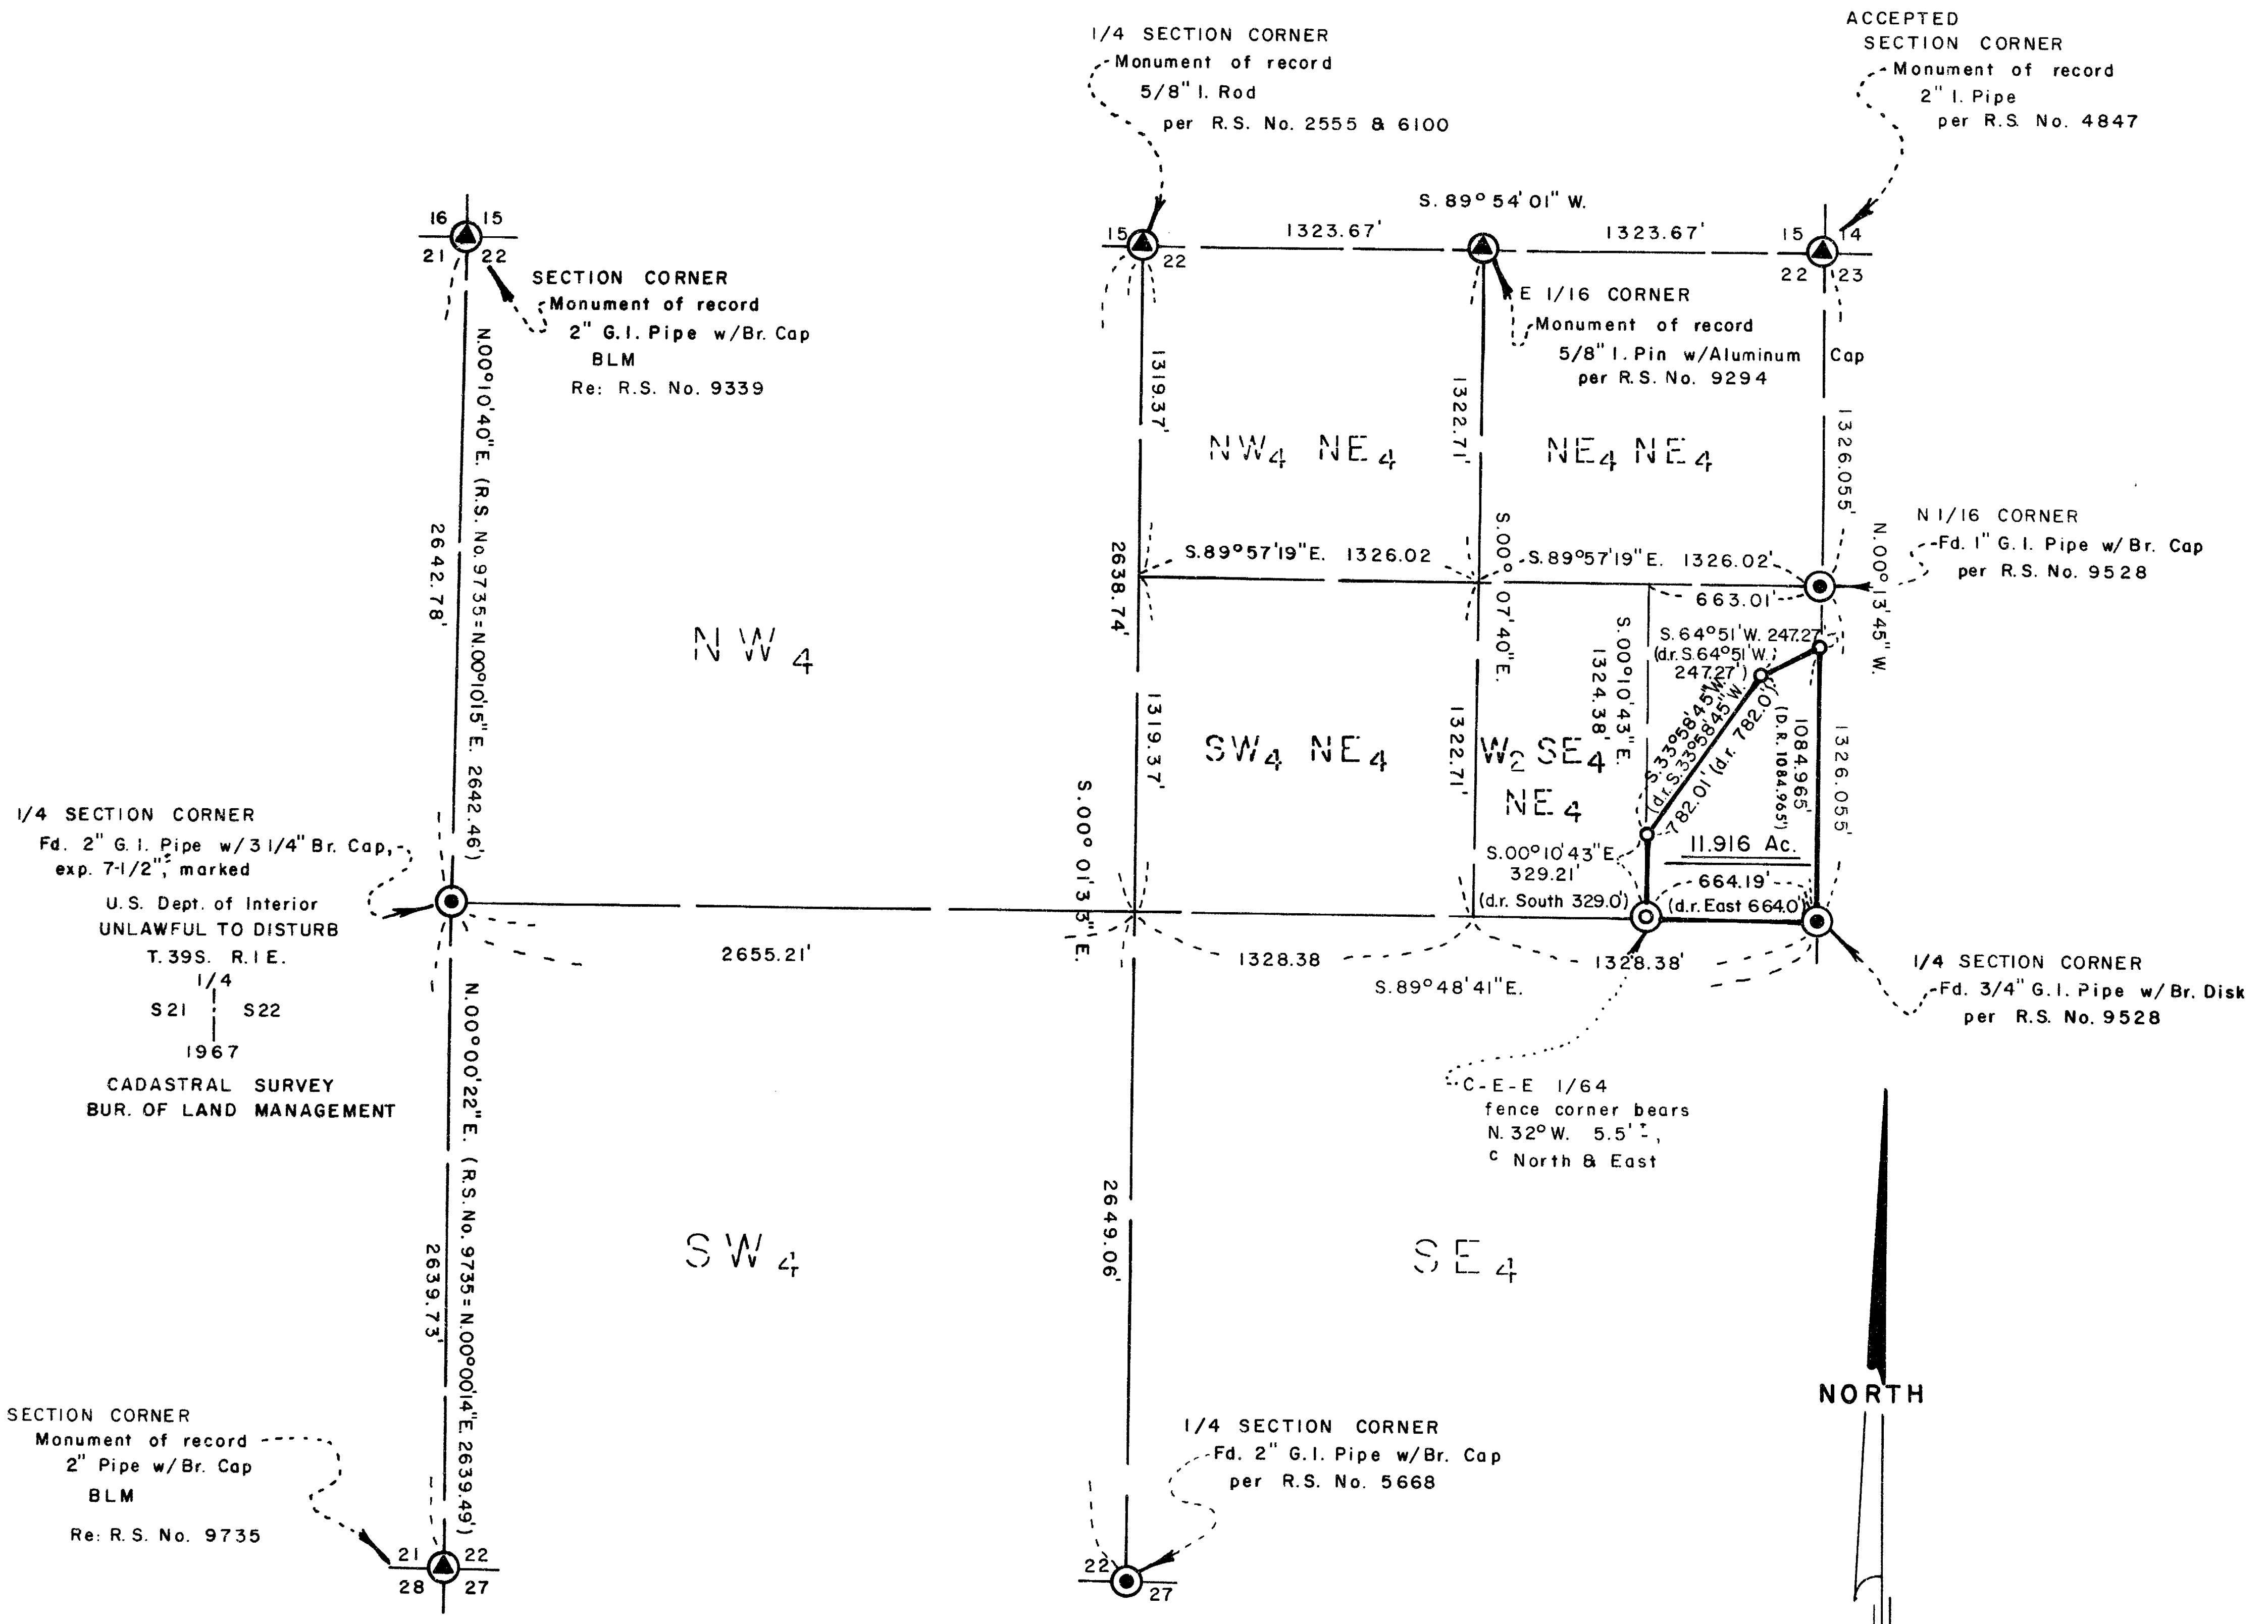 1/4 SECTION CORNER
Monument of record
5/8" I. Rod
per R.S. No. 2555 & 6100
ACCEPTED
SECTION CORNER
Monument of record
2" I. Pipe
per R.S. No. 4847
16 15
21 22
SECTION CORNER
Monument of record
2" G.I. Pipe w/Br. Cap
BLM
Re: R.S. No. 9339
S. 89° 54' 01" W.
15
22
1323.67'
1323.67'
15 14
22 23
E 1/16 CORNER
Monument of record
5/8" I. Pin w/Aluminum Cap
per R.S. No. 9294
N.00°10'40"E. (R.S. No.9735=N.00°10'15"E. 2642.46')
2642.78'
1319.37'
1322.71'
1326.055'
NW4 NE4
NE4 NE4
N 1/16 CORNER
Fd. 1" G.I. Pipe w/ Br. Cap
per R.S. No. 9528
2638.74'
S.89°57'19"E. 1326.02
S.89°57'19"E. 1326.02'
S.00° 07'40"E.
N.00°13'45" W.
663.01'
NW4
S.00°10'43"E.
1324.38'
S. 64°51'W. 247.27
(d.r. S.64°51'W.
247.27')
S.33°58'45"W.
(d.r. S.33°58'45"W.
782.01' (d.r. 782.0')
1084.965'
(D.R. 1084.965')
1326.055'
1319.37'
1322.71'
SW4 NE4
W2 SE4
NE4
11.916 Ac.
S.00°10'43"E.
329.21'
(d.r. South 329.0')
664.19'
(d.r. East 664.0')
S.00° 01'33"E.
1/4 SECTION CORNER
Fd. 2" G.I. Pipe w/3 1/4" Br. Cap,
exp. 7-1/2"±, marked
U.S. Dept. of Interior
UNLAWFUL TO DISTURB
T.39S. R.1E.
1/4
S21 S22
1967
CADASTRAL SURVEY
BUR. OF LAND MANAGEMENT
2655.21'
1328.38
1328.38'
S.89°48'41"E.
1/4 SECTION CORNER
Fd. 3/4" G.I. Pipe w/Br. Disk
per R.S. No. 9528
C-E-E 1/64
fence corner bears
N. 32° W. 5.5' ±,
c North & East
N.00°00'22"E. (R.S. No. 9735=N.00°00'14"E. 2639.49')
2639.73'
2649.06'
SW4
SE4
NORTH
SECTION CORNER
Monument of record
2" Pipe w/Br. Cap
BLM
Re: R.S. No. 9735
21 22
28 27
1/4 SECTION CORNER
Fd. 2" G.I. Pipe w/Br. Cap
per R.S. No. 5668
22
27